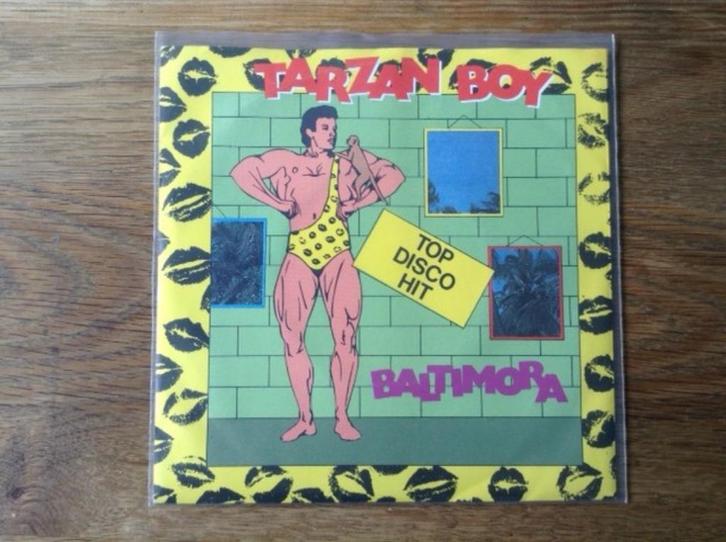 TARZAN BOY
TOP
DISCO
HIT
BALTIMORA